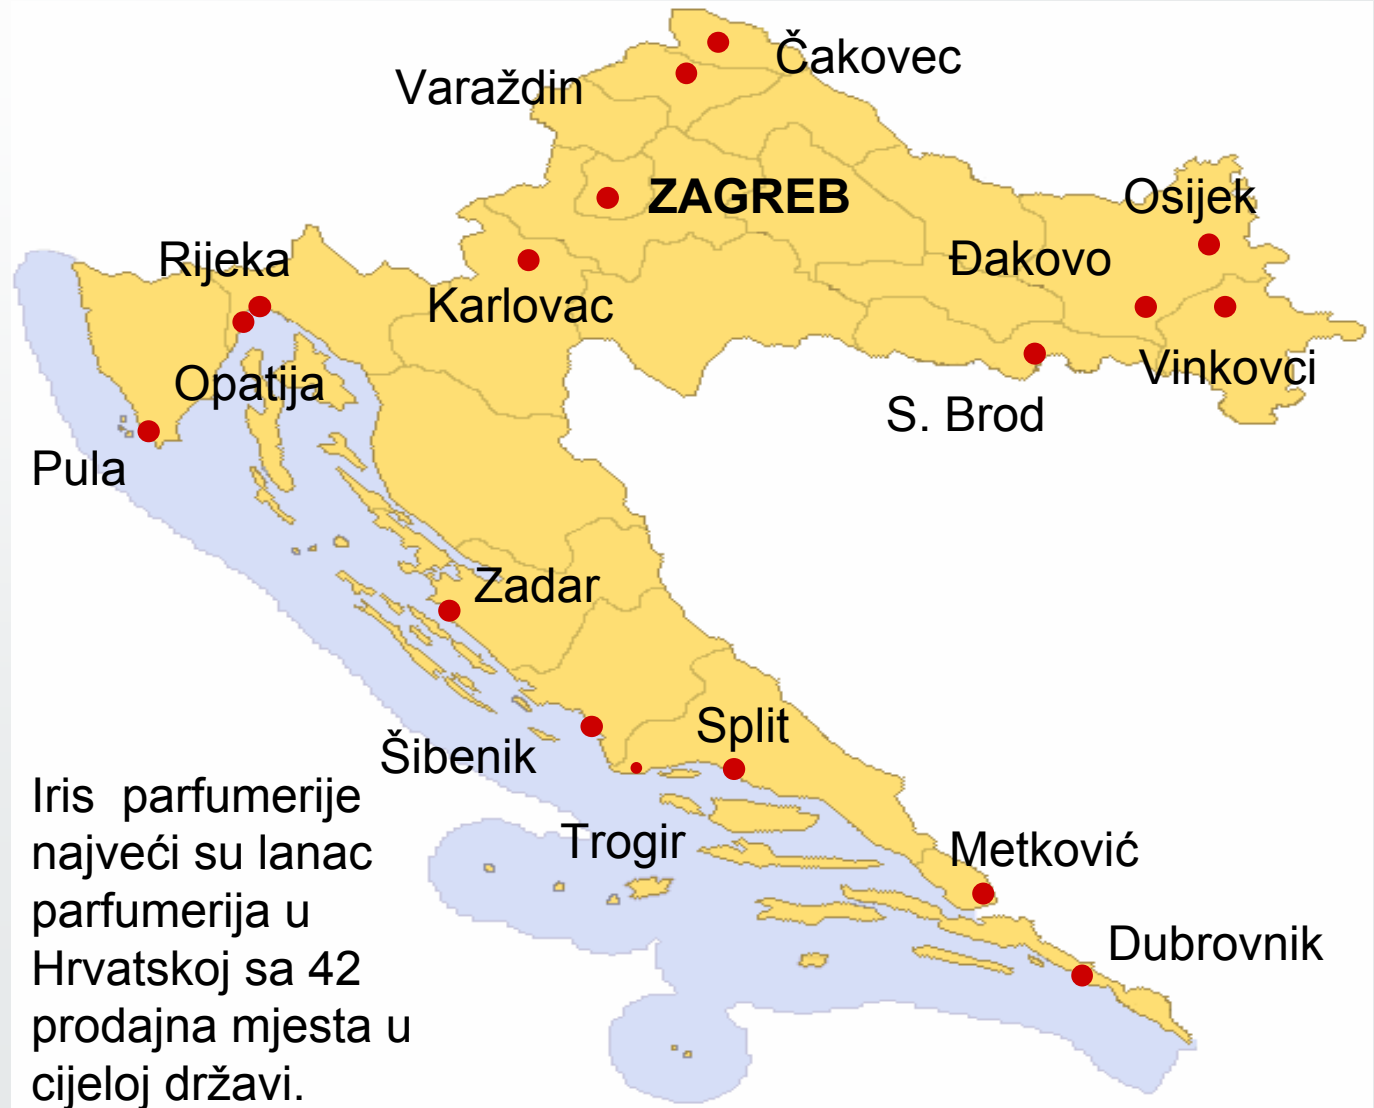 Čakovec
Varaždin
ZAGREB
Osijek
Rijeka
Đakovo
Karlovac
Opatija
Vinkovci
S. Brod
Pula
Zadar
Split
Šibenik
Trogir
Metković
Dubrovnik
Iris parfumerije
najveći su lanac
parfumerija u
Hrvatskoj sa 42
prodajna mjesta u
cijeloj državi.